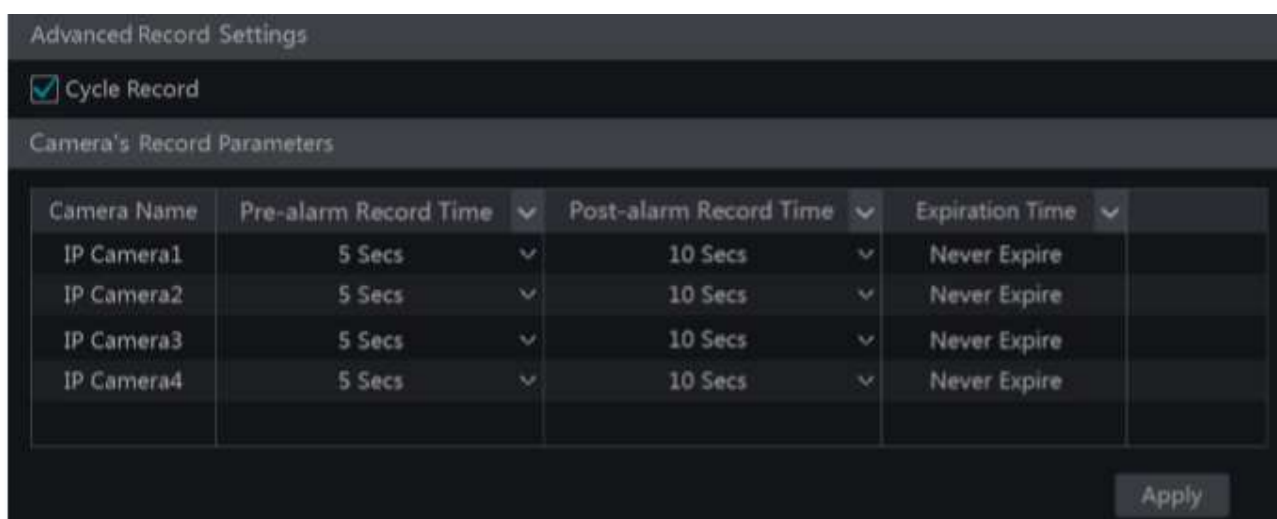 Advanced Record Settings
Cycle Record
Camera's Record Parameters
Camera Name Pre-alarm Record Time Post-alarm Record Time Expiration Time
IP Camera1 5 Secs 10 Secs Never Expire
IP Camera2 5 Secs 10 Secs Never Expire
IP Camera3 5 Secs 10 Secs Never Expire
IP Camera4 5 Secs 10 Secs Never Expire
Apply